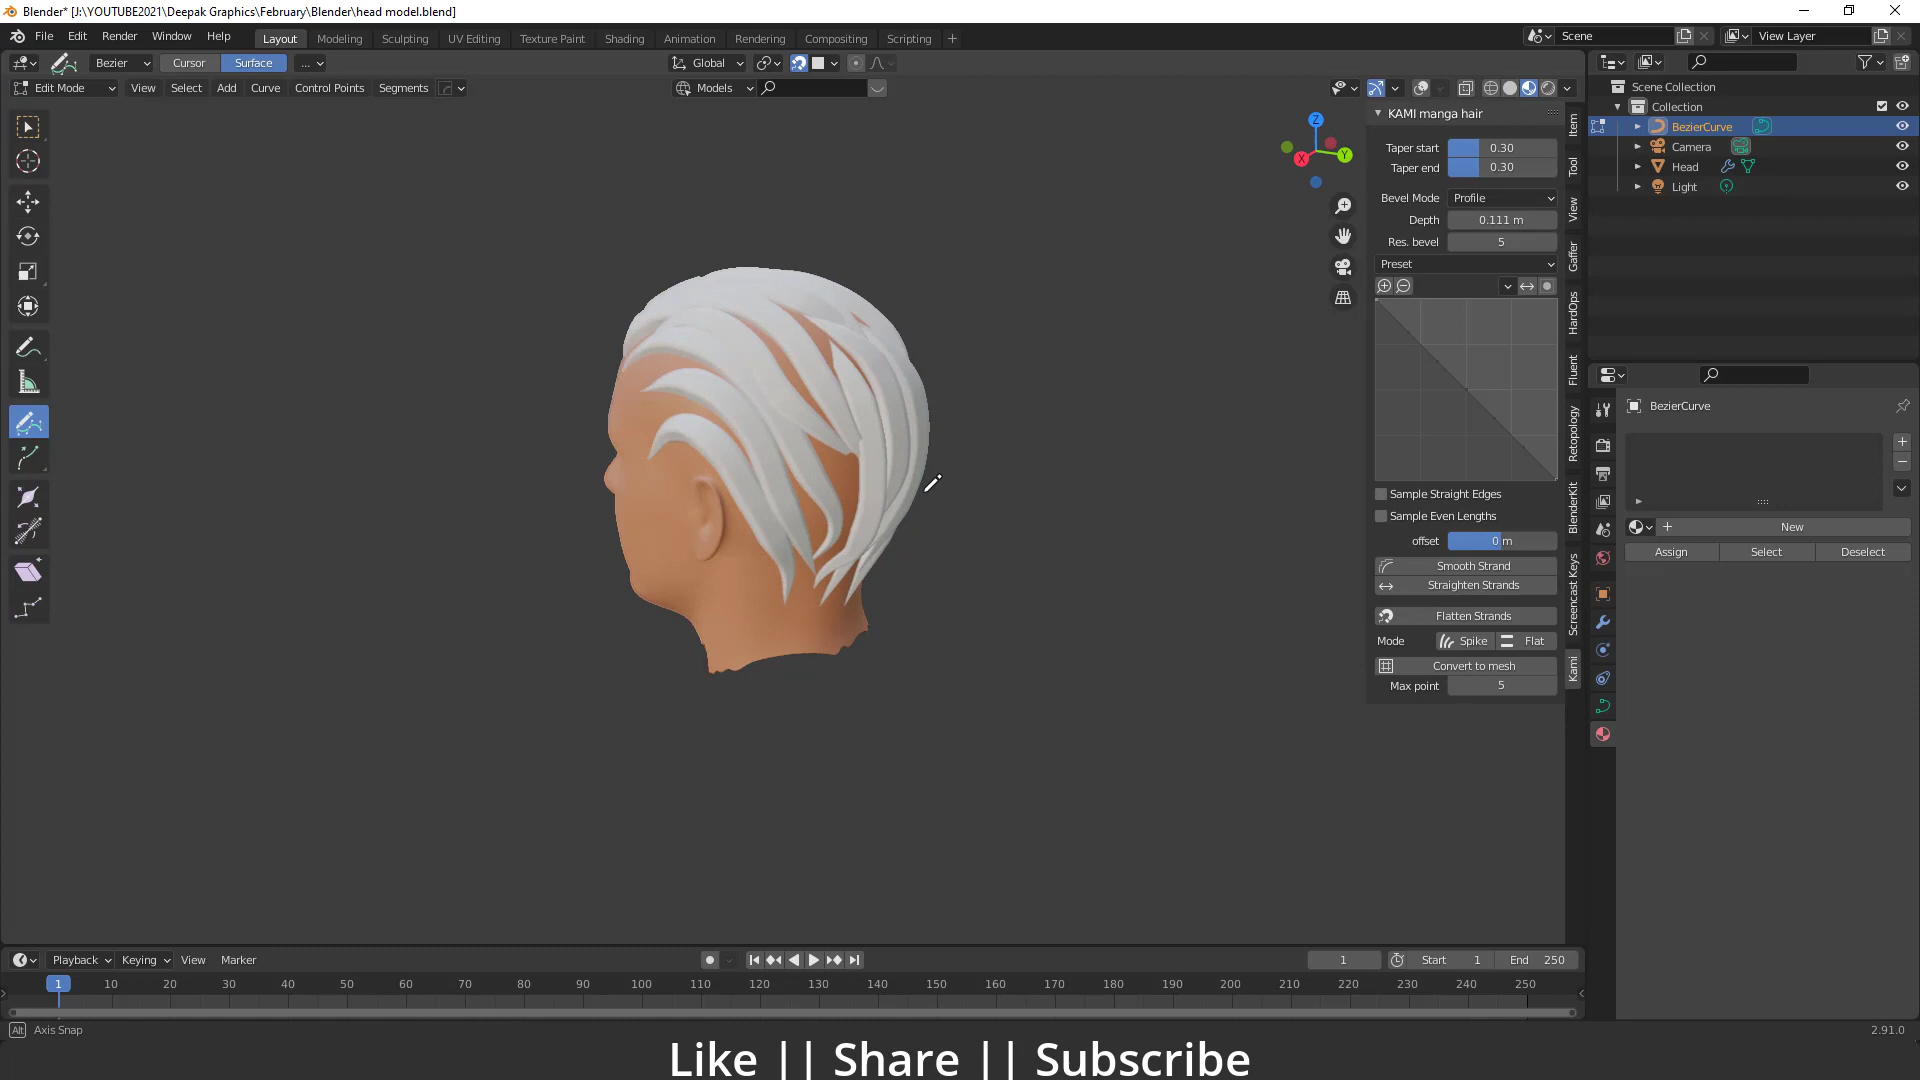 Blender* [J:\YOUTUBE2021\Deepak Graphics\February\Blender\head model.blend]
File Edit Render Window Help Layout Modeling Sculpting UV Editing Texture Paint Shading Animation Rendering Compositing Scripting + Scene View Layer
Bezier Cursor Surface ... Global
Edit Mode View Select Add Curve Control Points Segments Models
Scene Collection
Collection
BezierCurve
Camera
Head
Light
Z
X
Y
KAMI manga hair
Taper start 0.30
Taper end 0.30
Bevel Mode Profile
Depth 0.111 m
Res. bevel 5
Preset
Sample Straight Edges
Sample Even Lengths
offset 0 m
Smooth Strand
Straighten Strands
Flatten Strands
Mode Spike Flat
Convert to mesh
Max point 5
Item
Tool
View
Gaffer
HardOps
Fluent
Retopology
BlenderKit
Screencast Keys
Kami
BezierCurve
New
Assign Select Deselect
Playback Keying View Marker 1 Start 1 End 250
1 10 20 30 40 50 60 70 80 90 100 110 120 130 140 150 160 170 180 190 200 210 220 230 240 250
Alt Axis Snap 2.91.0
Like || Share || Subscribe